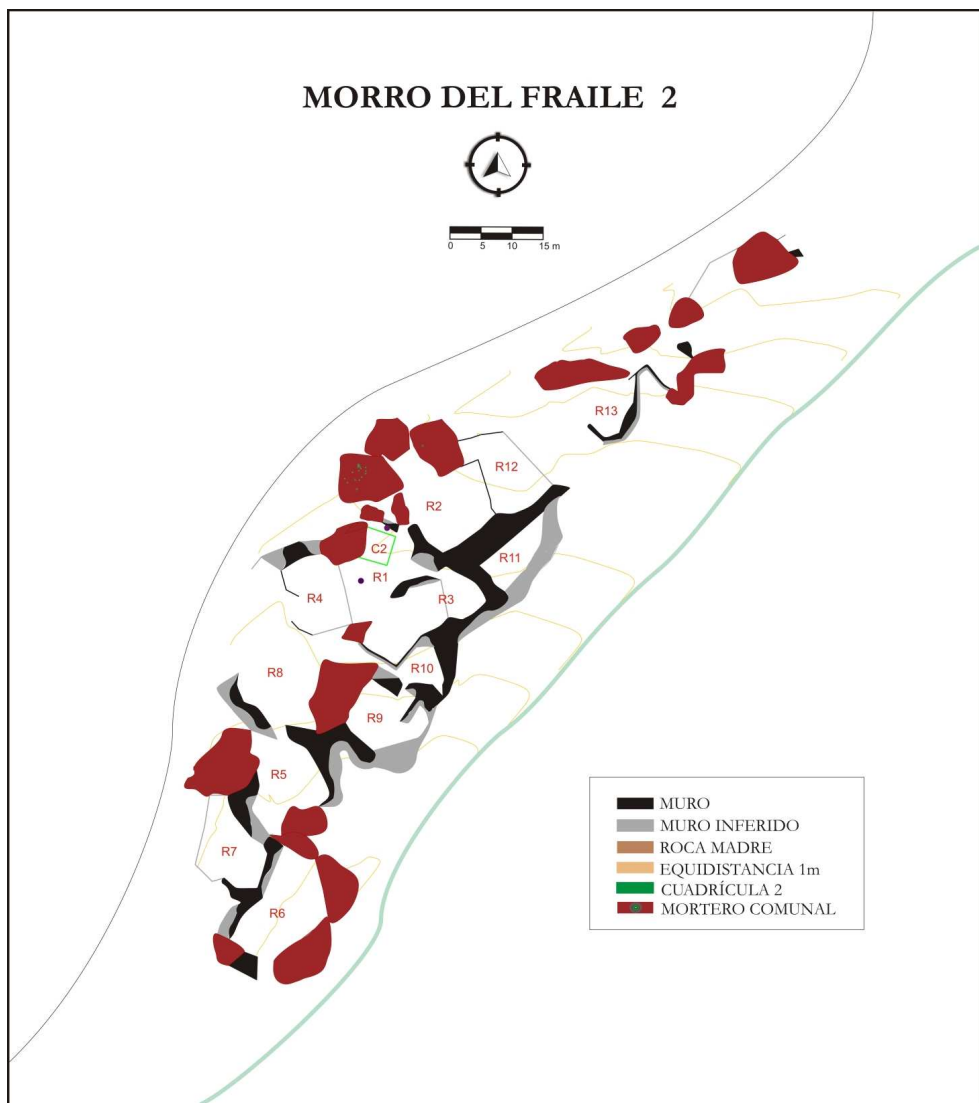 MORRO DEL FRAILE 2
0 5 10 15 m
R13
R12
R2
C2
R11
R1
R4
R3
R10
R8
R9
R5
R7
R6
MURO
MURO INFERIDO
ROCA MADRE
EQUIDISTANCIA 1m
CUADRÍCULA 2
MORTERO COMUNAL